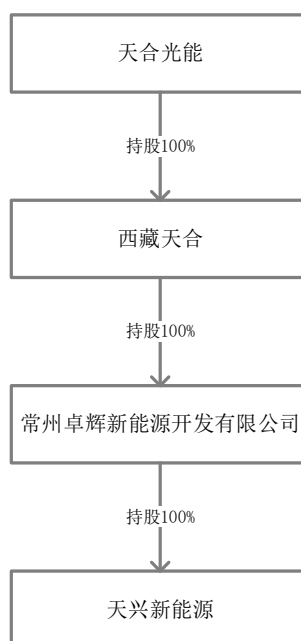 天合光能
持股100%
西藏天合
持股100%
常州卓辉新能源开发有限公司
持股100%
天兴新能源